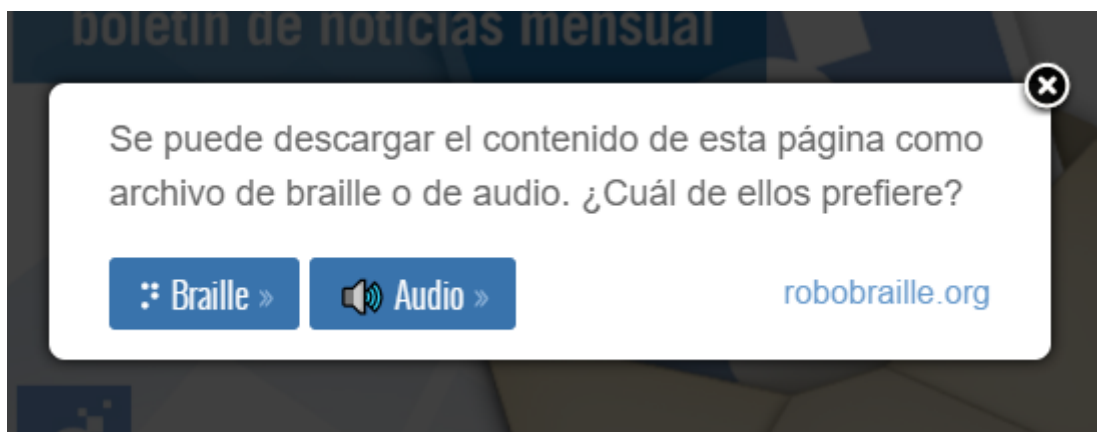 boletín de noticias mensual
Se puede descargar el contenido de esta página como
archivo de braille o de audio. ¿Cuál de ellos prefiere?
Braille » Audio » robobraille.org